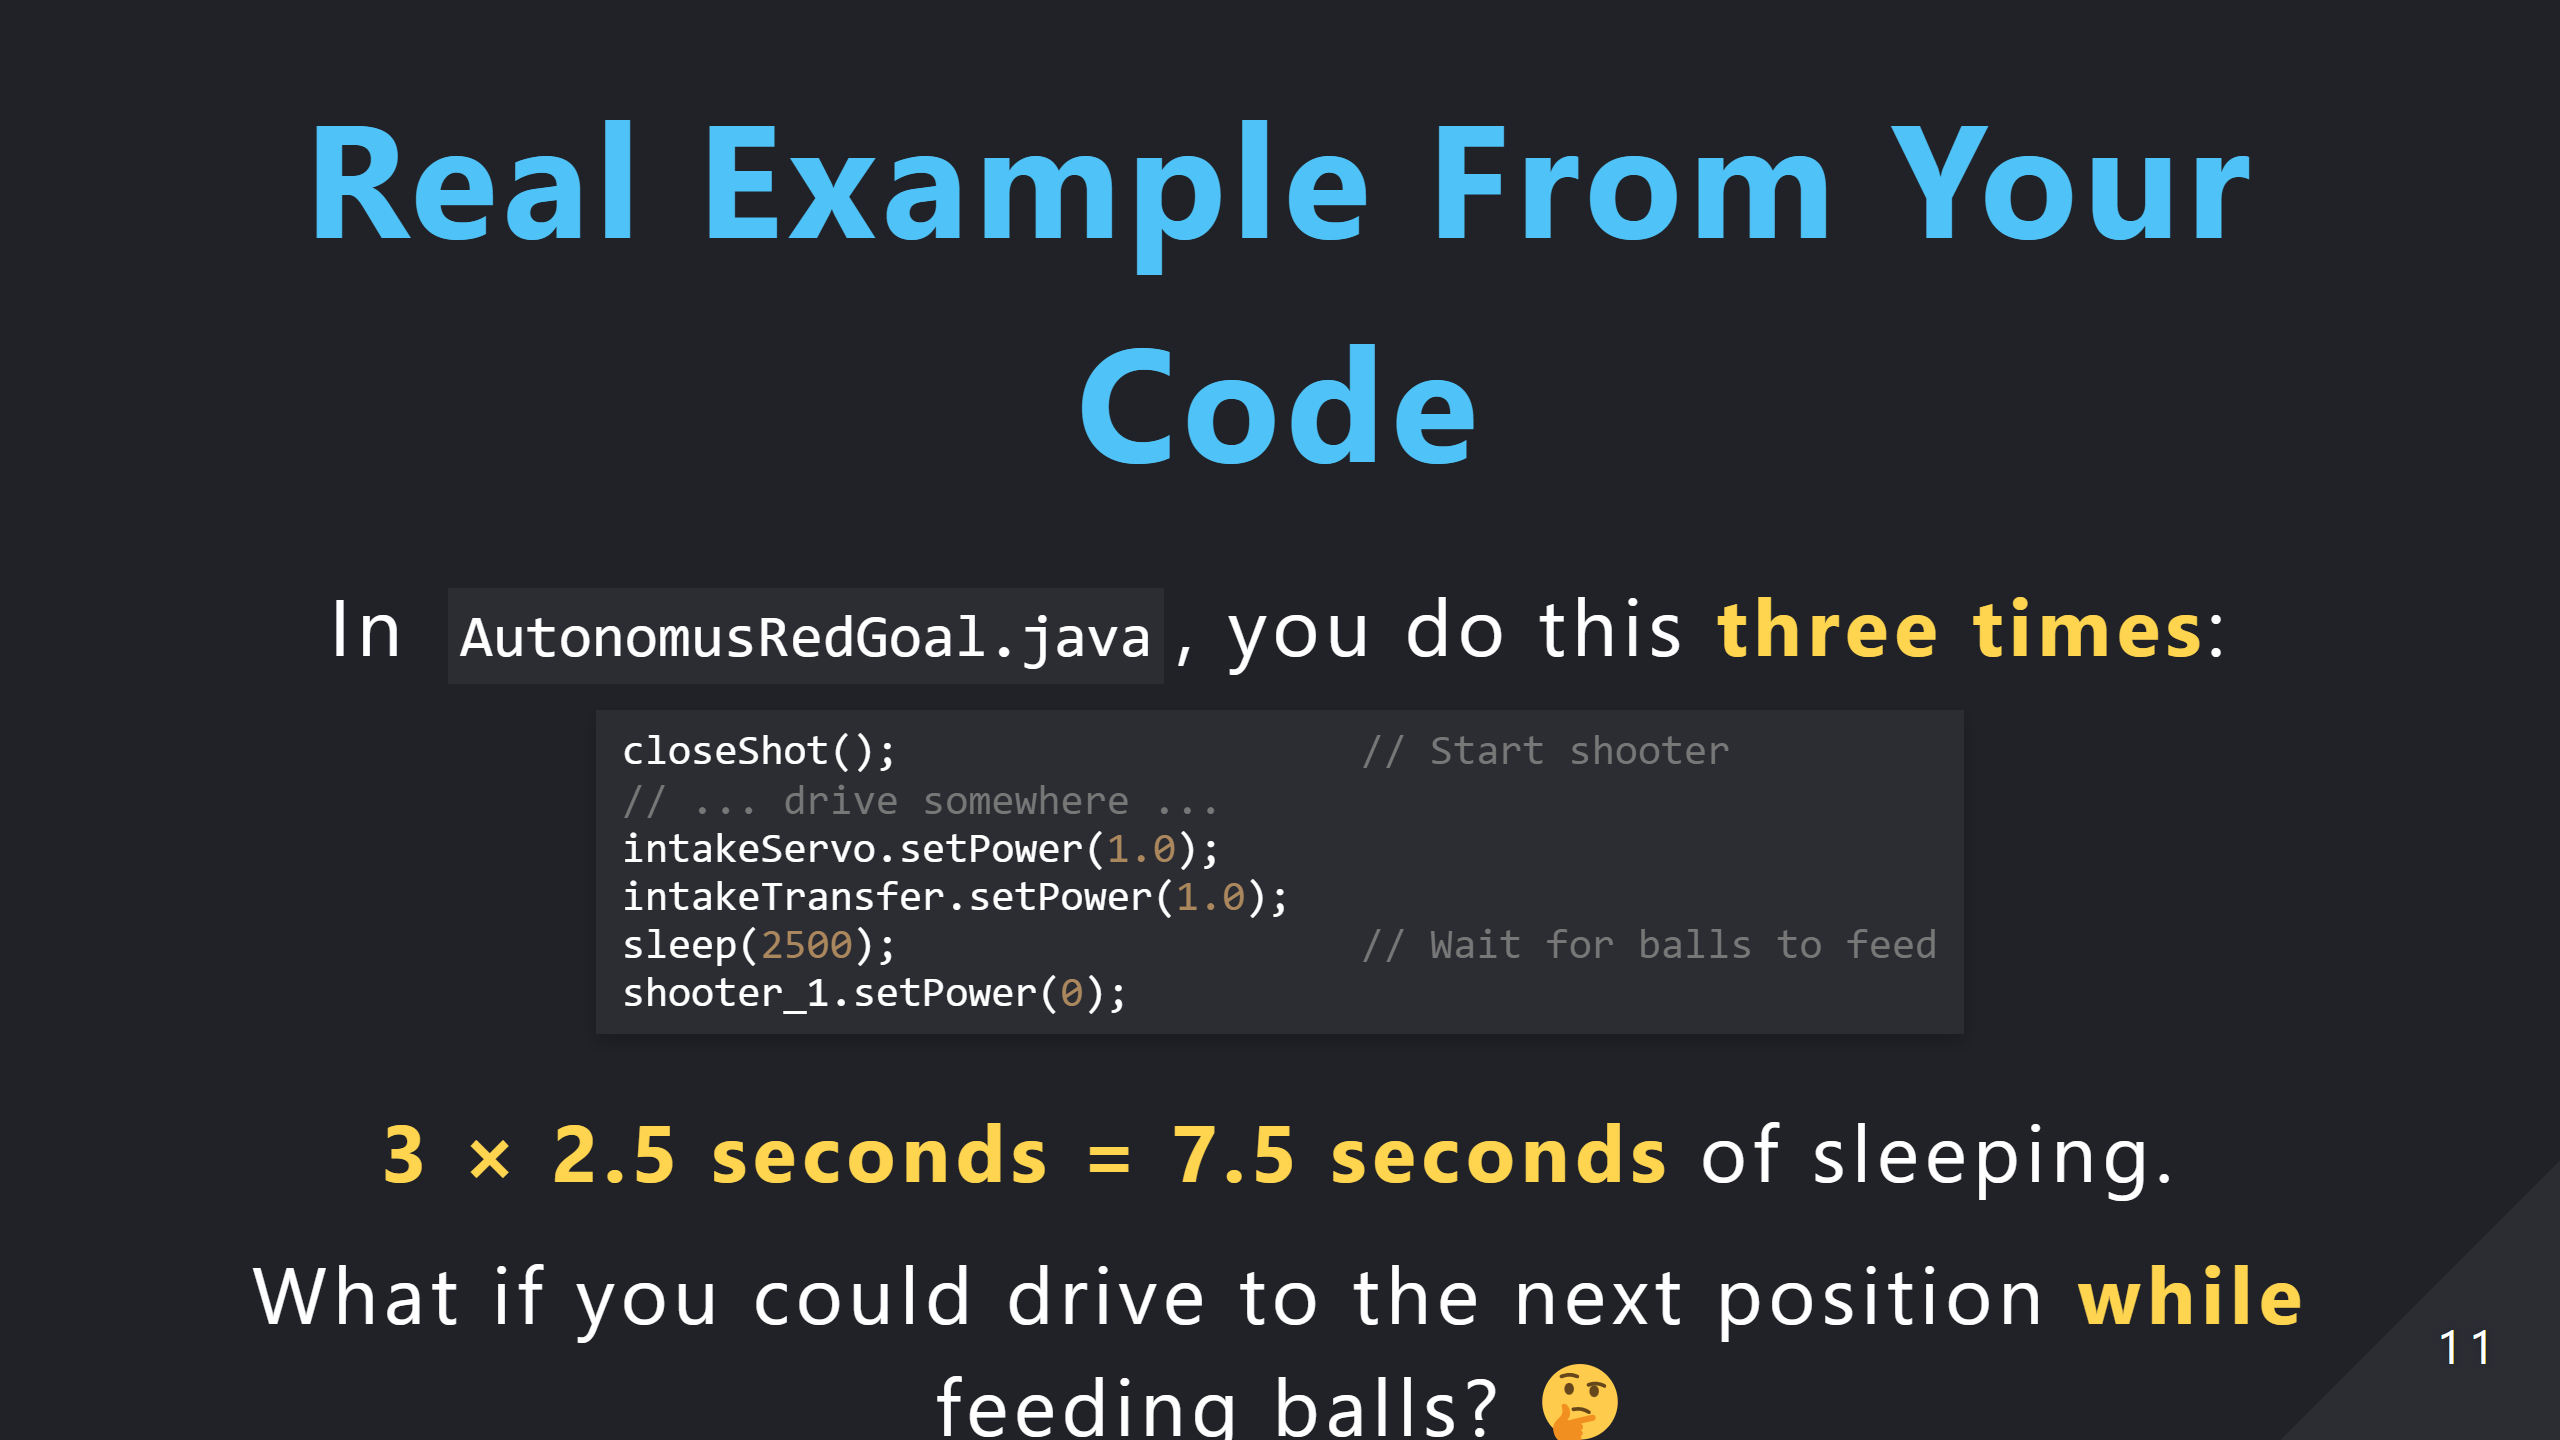 Real Example From Your
Code
In AutonomusRedGoal.java, you do this three times:
closeShot();                    // Start shooter
// ... drive somewhere ...
intakeServo.setPower(1.0);
intakeTransfer.setPower(1.0);
sleep(2500);                    // Wait for balls to feed
shooter_1.setPower(0);
3 × 2.5 seconds = 7.5 seconds of sleeping.
What if you could drive to the next position while
feeding balls? 🤔
11